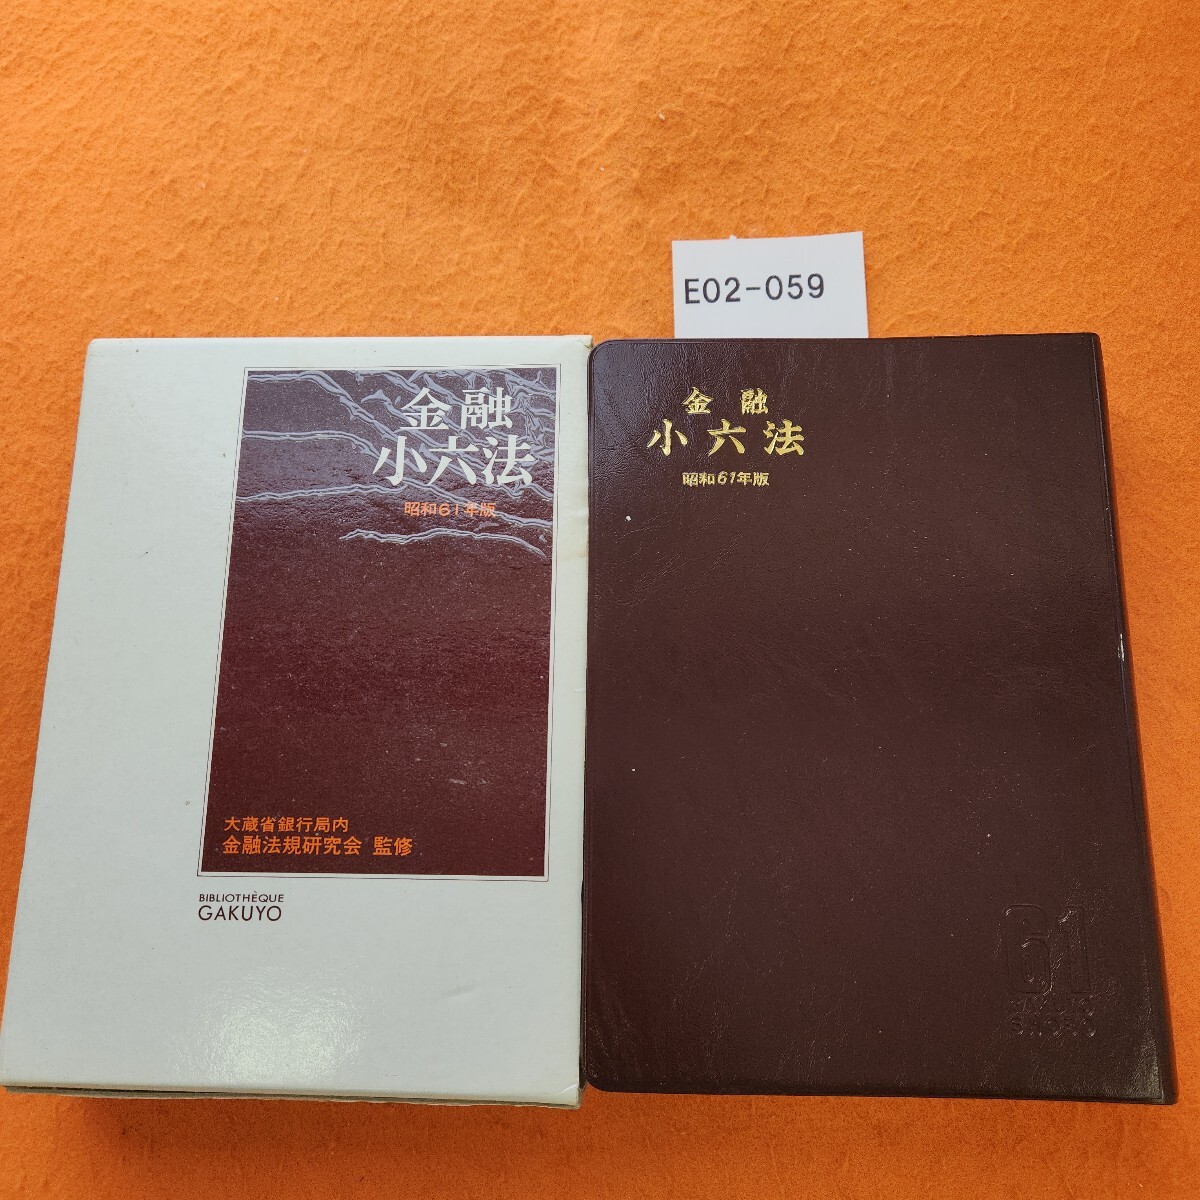 E02-059
金融
小六法
昭和61年版
大蔵省銀行局内
金融法規研究会 監修
BIBLIOTHÈQUE
GAKUYO
金融
小六法
昭和61年版
61
GAKUYO
SHOBO